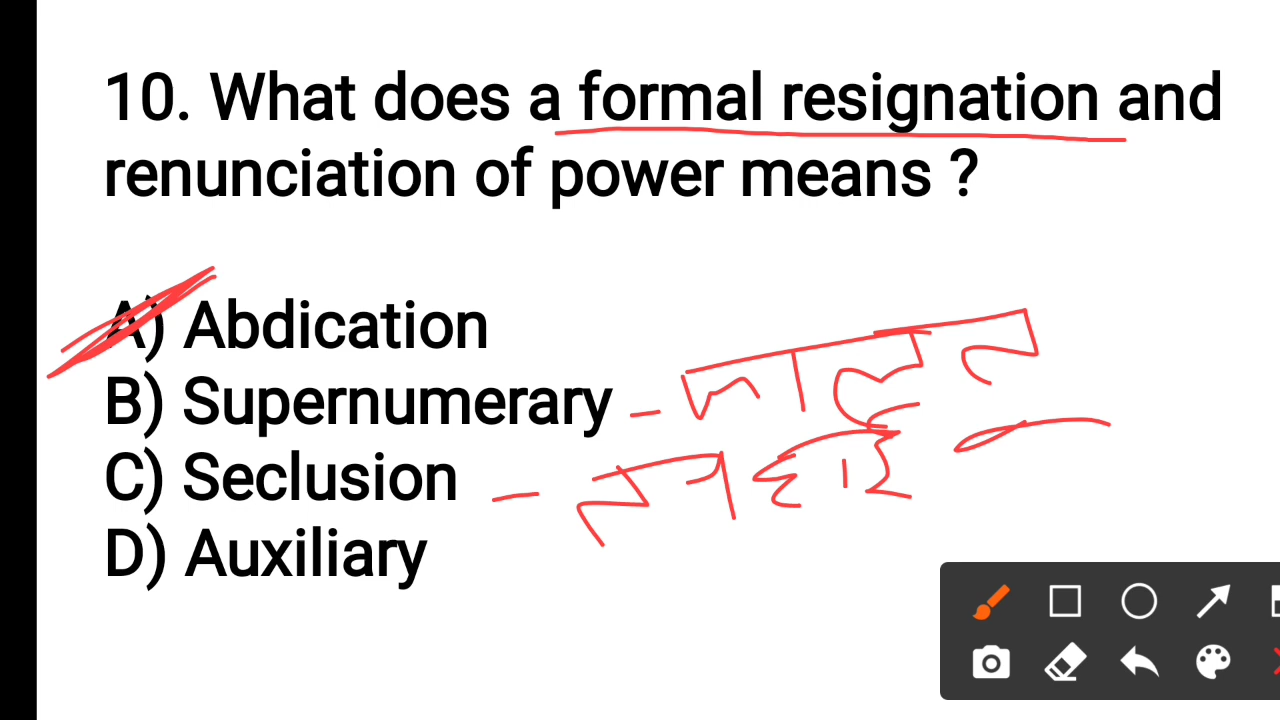 10. What does a formal resignation and
renunciation of power means ?
A) Abdication
B) Supernumerary -
C) Seclusion -
D) Auxiliary